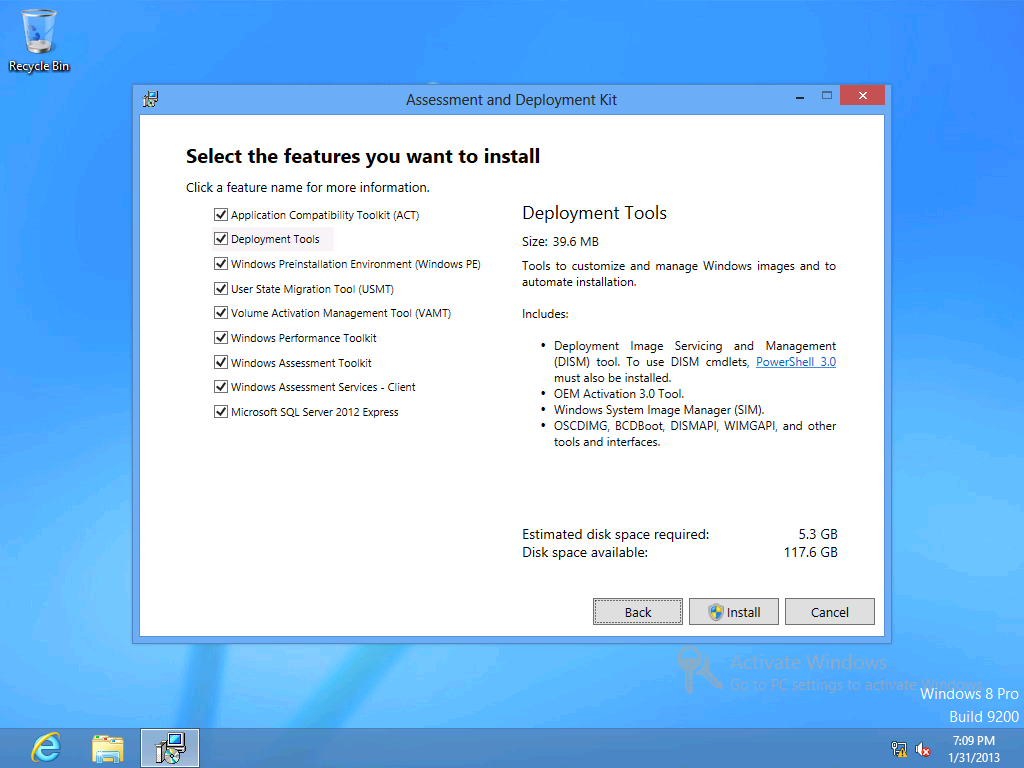 Recycle Bin
Assessment and Deployment Kit
Select the features you want to install
Click a feature name for more information.
Application Compatibility Toolkit (ACT)
Deployment Tools
Windows Preinstallation Environment (Windows PE)
User State Migration Tool (USMT)
Volume Activation Management Tool (VAMT)
Windows Performance Toolkit
Windows Assessment Toolkit
Windows Assessment Services - Client
Microsoft SQL Server 2012 Express
Deployment Tools
Size: 39.6 MB
Tools to customize and manage Windows images and to
automate installation.
Includes:
• Deployment Image Servicing and Management
(DISM) tool. To use DISM cmdlets, PowerShell 3.0
must also be installed.
• OEM Activation 3.0 Tool.
• Windows System Image Manager (SIM).
• OSCDIMG, BCDBoot, DISMAPI, WIMGAPI, and other
tools and interfaces.
Estimated disk space required: 5.3 GB
Disk space available: 117.6 GB
Back Install Cancel
Activate Windows
Go to PC settings to activate Windows.
Windows 8 Pro
Build 9200
7:09 PM
1/31/2013